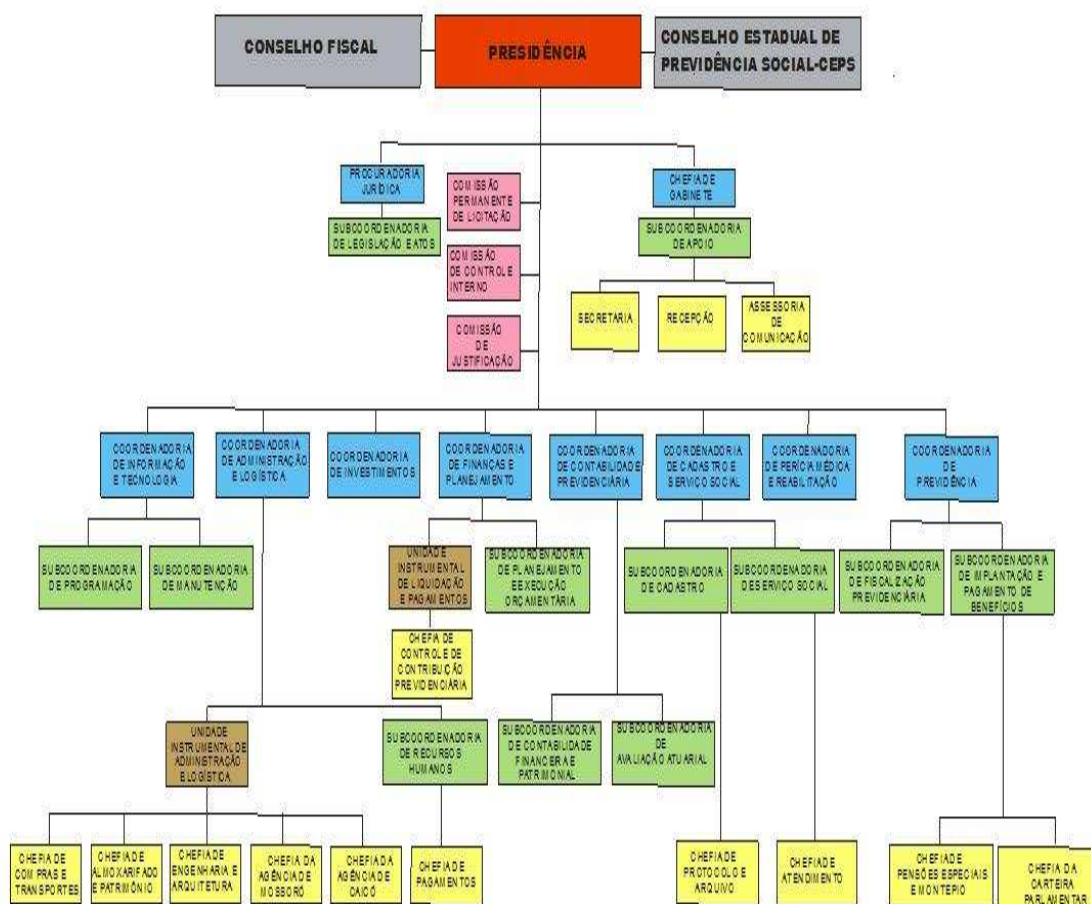 CONSELHO FISCAL
PRESIDÊNCIA
CONSELHO ESTADUAL DE
PREVIDÊNCIA SOCIAL-CEPS
PROCURADORIA
JURÍDICA
SUBCOORDENADORIA
DE LEGISLAÇÃO E ATOS
COMISSÃO
PERMANENTE
DE LICITAÇÃO
COMISSÃO
DE CONTROLE
INTERNO
COMISSÃO
DE
JUSTIFICAÇÃO
CHEFIA DE
GABINETE
SUBCOORDENADORIA
DE APOIO
SECRETARIA
RECEPÇÃO
ASSESSORIA
DE
COMUNICAÇÃO
COORDENADORIA
DE INFORMAÇÃO
E TECNOLOGIA
COORDENADORIA
DE ADMINISTRAÇÃO
E LOGÍSTICA
COORDENADORIA
DE INVESTIMENTOS
COORDENADORIA
DE FINANÇAS E
PLANEJAMENTO
COORDENADORIA
DE CONTABILIDADE
PREVIDENCIÁRIA
COORDENADORIA
DE CADASTRO E
SERVIÇO SOCIAL
COORDENADORIA
DE PERÍCIA MÉDICA
E REABILITAÇÃO
COORDENADORIA
DE
PREVIDÊNCIA
SUBCOORDENADORIA
DE PROGRAMAÇÃO
SUBCOORDENADORIA
DE MANUTENÇÃO
UNIDADE
INSTRUMENTAL
DE LIQUIDAÇÃO
E PAGAMENTOS
SUBCOORDENADORIA
DE PLANEJAMENTO
E EXECUÇÃO
ORÇAMENTÁRIA
SUBCOORDENADORIA
DE CADASTRO
SUBCOORDENADORIA
DE SERVIÇO SOCIAL
SUBCOORDENADORIA
DE FISCALIZAÇÃO
PREVIDENCIÁRIA
SUBCOORDENADORIA
DE IMPLANTAÇÃO E
PAGAMENTO DE
BENEFÍCIOS
CHEFIA DE
CONTROLE DE
CONTRIBUIÇÃO
PREVIDENCIÁRIA
UNIDADE
INSTRUMENTAL DE
ADMINISTRAÇÃO
E LOGÍSTICA
SUBCOORDENADORIA
DE RECURSOS
HUMANOS
SUBCOORDENADORIA
DE CONTABILIDADE
FINANCEIRA E
PATRIMONIAL
SUBCOORDENADORIA
DE
AVALIAÇÃO ATUARIAL
CHEFIA DE
COMPRAS E
TRANSPORTES
CHEFIA DE
ALMOXARIFADO
E PATRIMÔNIO
CHEFIA DE
ENGENHARIA E
ARQUITETURA
CHEFIA DA
AGÊNCIA DE
MOSSORÓ
CHEFIA DA
AGÊNCIA DE
CAICÓ
CHEFIA DE
PAGAMENTOS
CHEFIA DE
PROTOCOLO E
ARQUIVO
CHEFIA DE
ATENDIMENTO
CHEFIA DE
PENSÕES ESPECIAIS
E MONTEPIO
CHEFIA DA
CARTEIRA
PARLAMENTAR